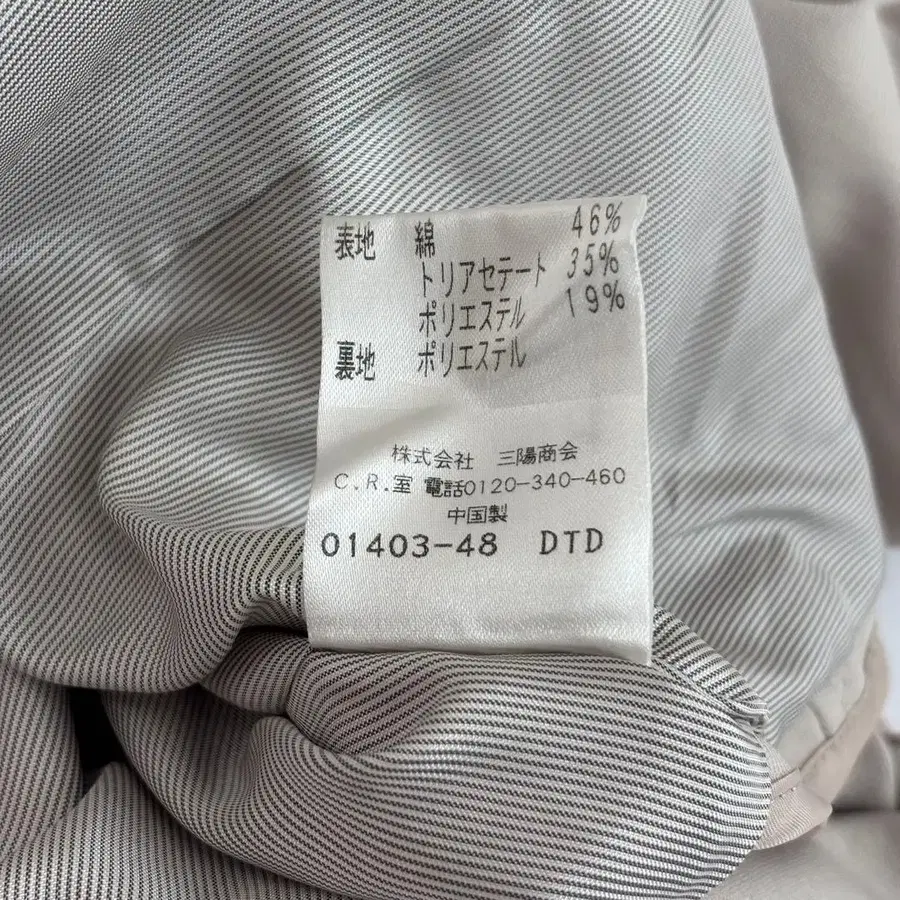 表地 綿 46%
トリアセテート 35%
ポリエステル 19%
裏地 ポリエステル
株式会社 三陽商会
C.R.室 電話0120-340-460
中国製
01403-48 DTD